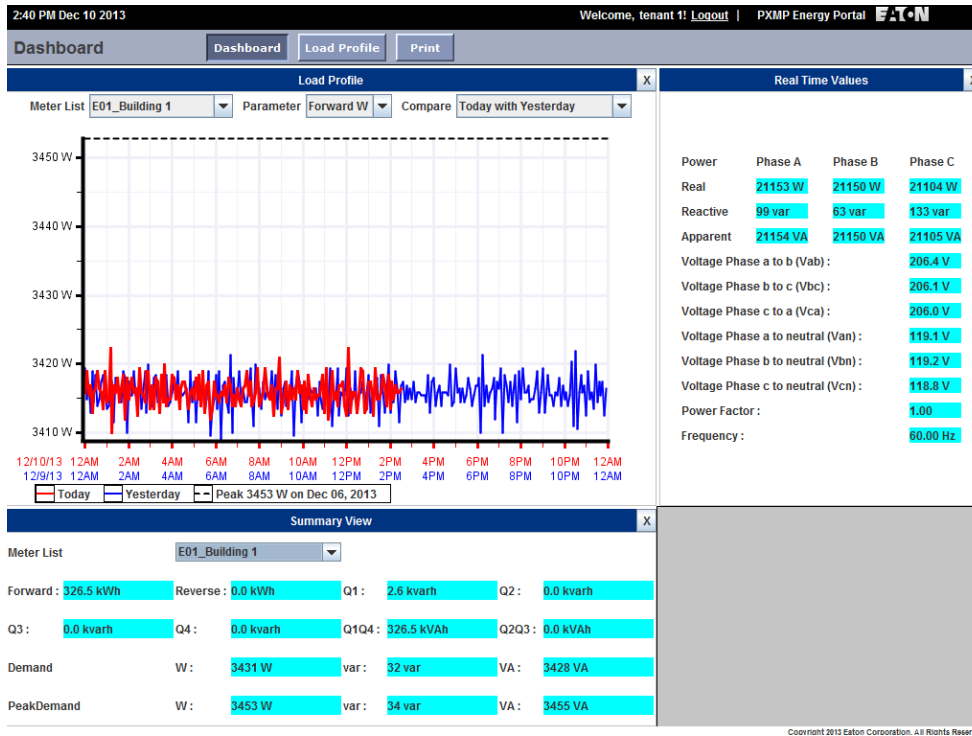 2:40 PM Dec 10 2013 Welcome, tenant 1! Logout | PXMP Energy Portal EATON
Dashboard Dashboard Load Profile Print
Load Profile X
Meter List E01_Building 1 Parameter Forward W Compare Today with Yesterday
3450 W
3440 W
3430 W
3420 W
3410 W
12/10/13 12AM 2AM 4AM 6AM 8AM 10AM 12PM 2PM 4PM 6PM 8PM 10PM 12AM
12/9/13 12AM 2AM 4AM 6AM 8AM 10AM 12PM 2PM 4PM 6PM 8PM 10PM 12AM
Today Yesterday Peak 3453 W on Dec 06, 2013
Real Time Values
Power Phase A Phase B Phase C
Real 21153 W 21150 W 21104 W
Reactive 99 var 63 var 133 var
Apparent 21154 VA 21150 VA 21105 VA
Voltage Phase a to b (Vab) : 206.4 V
Voltage Phase b to c (Vbc) : 206.1 V
Voltage Phase c to a (Vca) : 206.0 V
Voltage Phase a to neutral (Van) : 119.1 V
Voltage Phase b to neutral (Vbn) : 119.2 V
Voltage Phase c to neutral (Vcn) : 118.8 V
Power Factor : 1.00
Frequency : 60.00 Hz
Summary View X
Meter List E01_Building 1
Forward : 326.5 kWh Reverse : 0.0 kWh Q1 : 2.6 kvarh Q2 : 0.0 kvarh
Q3 : 0.0 kvarh Q4 : 0.0 kvarh Q1Q4 : 326.5 kVAh Q2Q3 : 0.0 kVAh
Demand W : 3431 W var : 32 var VA : 3428 VA
PeakDemand W : 3453 W var : 34 var VA : 3455 VA
Copyright 2013 Eaton Corporation. All Rights Reser